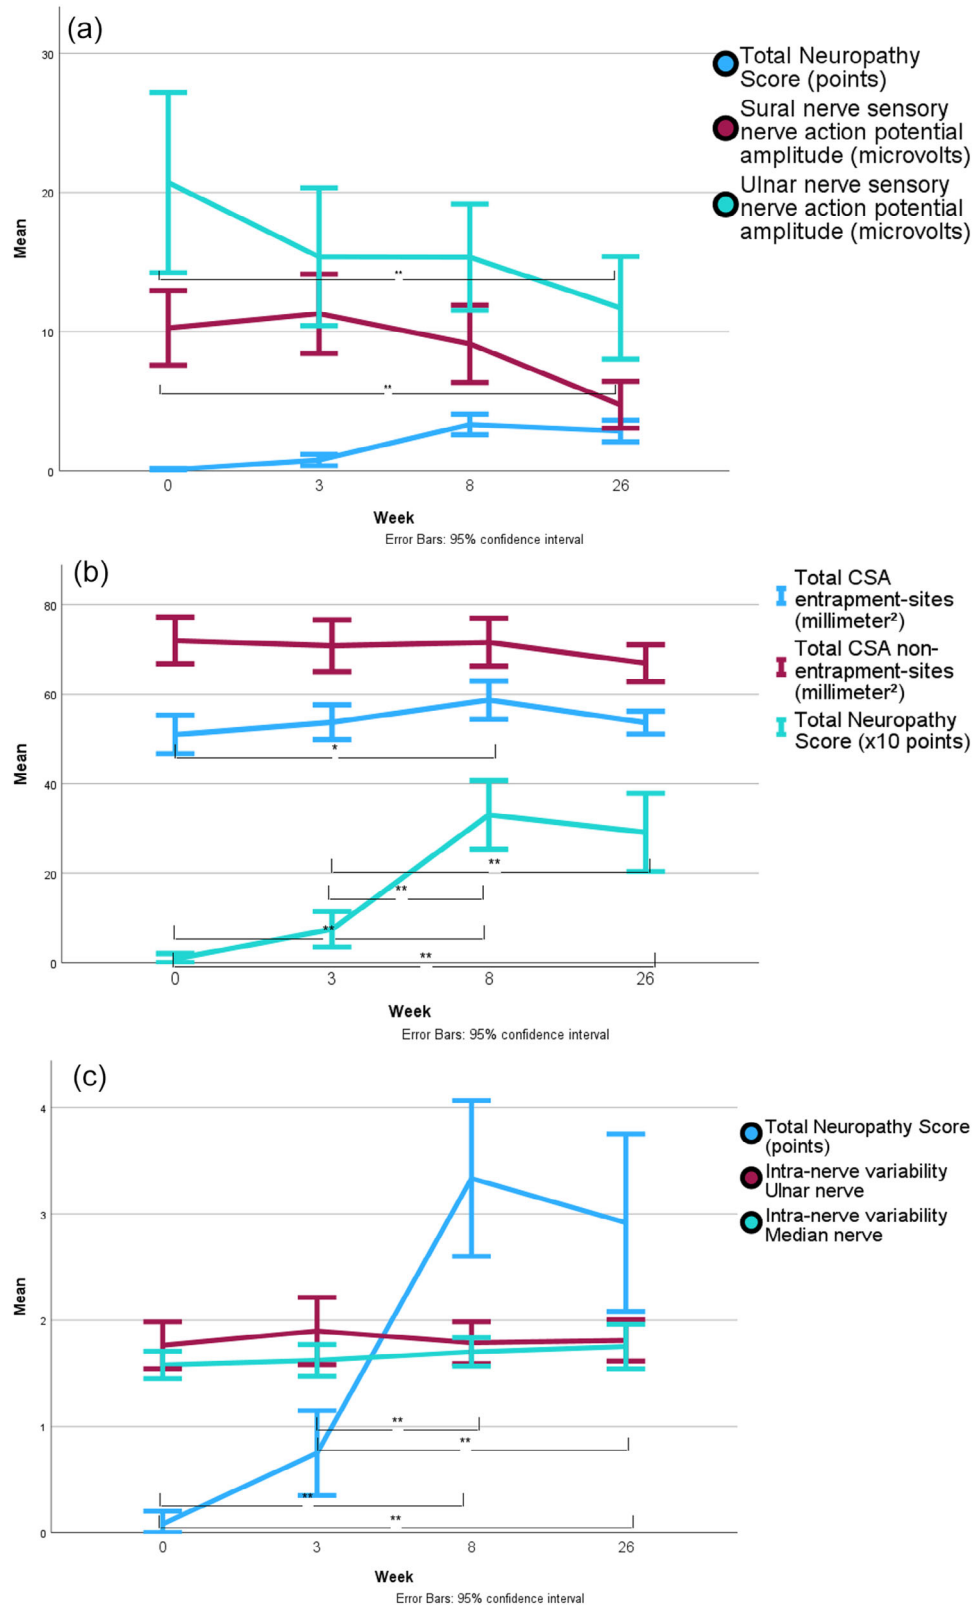 (a)
30
20
10
0
Mean
**
**
0 3 8 26
Week
Error Bars: 95% confidence interval
Total Neuropathy
Score (points)
Sural nerve sensory
nerve action potential
amplitude (microvolts)
Ulnar nerve sensory
nerve action potential
amplitude (microvolts)
(b)
80
60
40
20
0
Mean
*
**
**
**
**
0 3 8 26
Week
Error Bars: 95% confidence interval
Total CSA
entrapment-sites
(millimeter²)
Total CSA non-
entrapment-sites
(millimeter²)
Total Neuropathy
Score (x10 points)
(c)
4
3
2
1
0
Mean
**
**
**
**
0 3 8 26
Week
Error Bars: 95% confidence interval
Total Neuropathy Score
(points)
Intra-nerve variability
Ulnar nerve
Intra-nerve variability
Median nerve